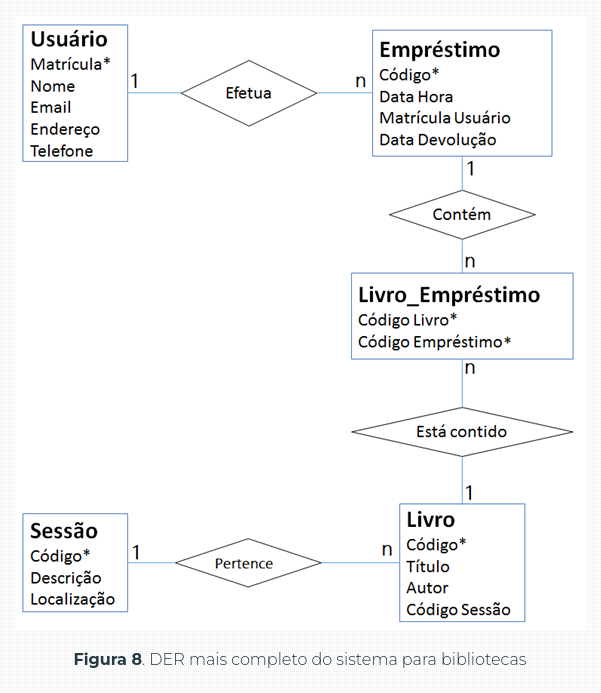 Usuário
Matrícula*
Nome
Email
Endereço
Telefone
1
Efetua
n
Empréstimo
Código*
Data Hora
Matrícula Usuário
Data Devolução
1
Contém
n
Livro_Empréstimo
Código Livro*
Código Empréstimo*
n
Está contido
1
Sessão
Código*
Descrição
Localização
1
Pertence
n
Livro
Código*
Título
Autor
Código Sessão
Figura 8. DER mais completo do sistema para bibliotecas